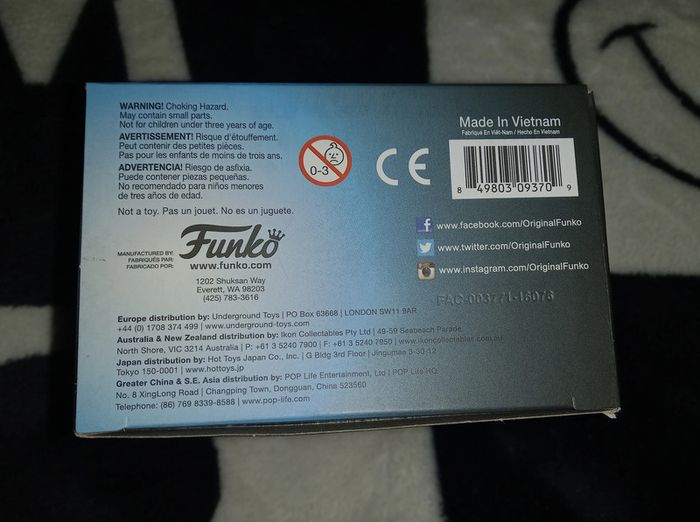 WARNING! Choking Hazard.
May contain small parts.
Not for children under three years of age.
AVERTISSEMENT! Risque d'étouffement.
Peut contenir des petites pièces.
Pas pour les enfants de moins de trois ans.
ADVERTENCIA! Riesgo de asfixia.
Puede contener piezas pequeñas.
No recomendado para niños menores
de tres años de edad.
Not a toy. Pas un jouet. No es un juguete.
0-3
CE
Made In Vietnam
Fabriqué En Viêt-Nam / Hecho En Vietnam
8 49803 09370 9
MANUFACTURED BY:
FABRIQUÉS PAR:
FABRICADO POR:
Funko
www.funko.com
1202 Shuksan Way
Everett, WA 98203
(425) 783-3616
f www.facebook.com/OriginalFunko
www.twitter.com/OriginalFunko
www.instagram.com/OriginalFunko
FAC-003771-16076
Europe distribution by: Underground Toys | PO Box 63668 | LONDON SW11 9AR
+44 (0) 1708 374 499 | www.underground-toys.com
Australia & New Zealand distribution by: Ikon Collectables Pty Ltd | 49-59 Seabeach Parade
North Shore, VIC 3214 Australia | P: +61 3 5240 7900 | F: +61 3 5240 7950 | www.ikoncollectables.com.au
Japan distribution by: Hot Toys Japan Co., Inc. | G Bldg 3rd Floor | Jingumae 3-30-12
Tokyo 150-0001 | www.hottoys.jp
Greater China & S.E. Asia distribution by: POP Life Entertainment, Ltd | POP Life HQ
No. 8 XingLong Road | Changping Town, Dongguan, China 523560
Telephone: (86) 769 8339-8588 | www.pop-life.com